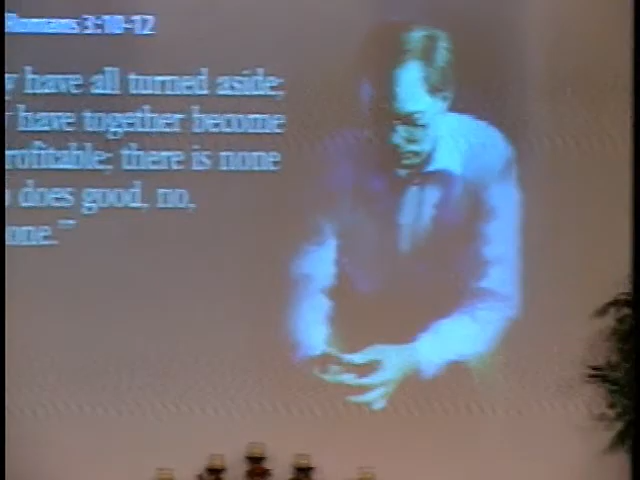 Romans 3:10-12
y have all turned aside;
have together become
rofitable; there is none
does good, no,
one.'"